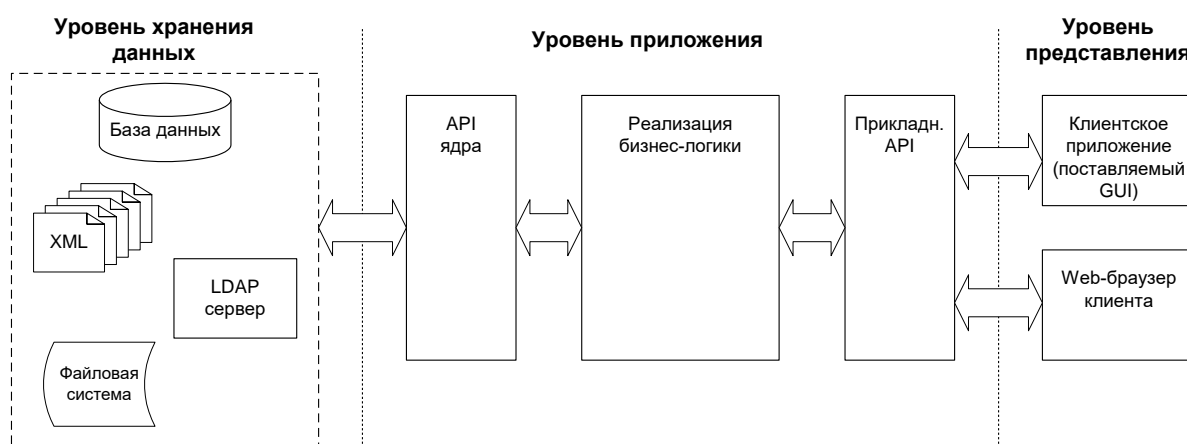 Уровень хранения
данных
Уровень приложения
Уровень
представления
База данных
XML
LDAP
сервер
Файловая
система
API
ядра
Реализация
бизнес-логики
Прикладн.
API
Клиентское
приложение
(поставляемый
GUI)
Web-браузер
клиента